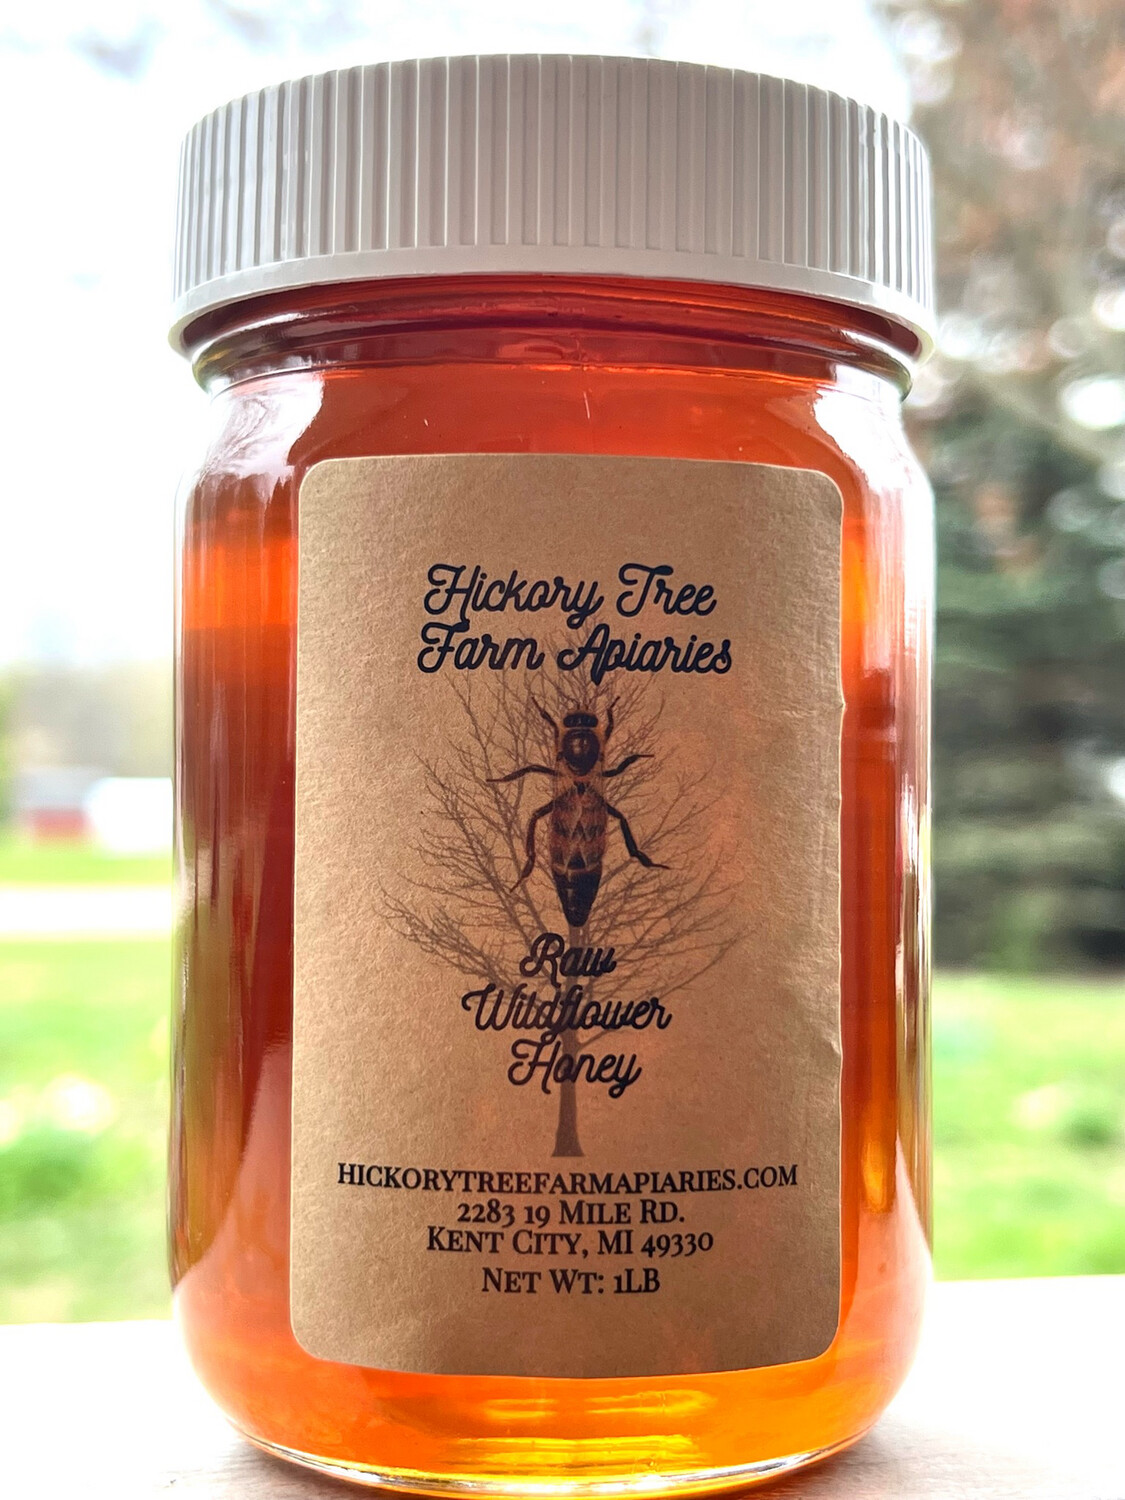 Hickory Tree
Farm Apiaries
Raw
Wildflower
Honey
HICKORYTREEFARMAPIARIES.COM
2283 19 MILE RD.
KENT CITY, MI 49330
NET WT: 1LB